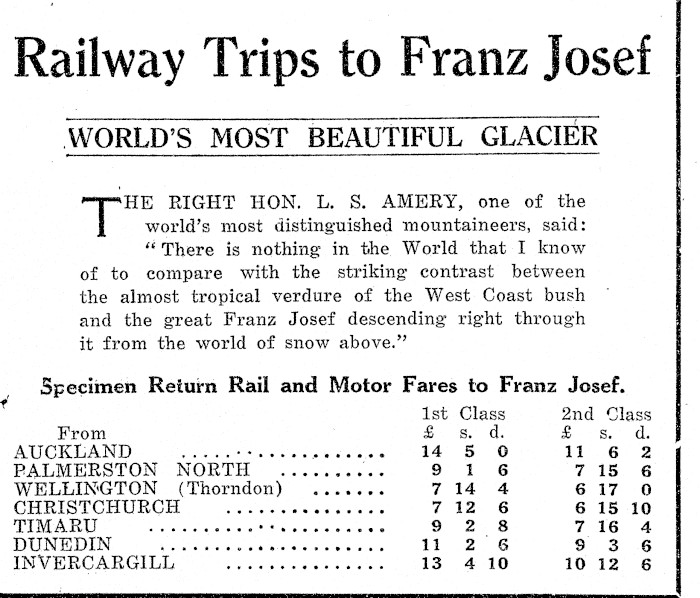 Railway Trips to Franz Josef
WORLD'S MOST BEAUTIFUL GLACIER
THE RIGHT HON. L. S. AMERY, one of the
world's most distinguished mountaineers, said:
"There is nothing in the World that I know
of to compare with the striking contrast between
the almost tropical verdure of the West Coast bush
and the great Franz Josef descending right through
it from the world of snow above."
Specimen Return Rail and Motor Fares to Franz Josef.
1st Class 2nd Class
From £ s. d. £ s. d.
AUCKLAND .................... 14 5 0 11 6 2
PALMERSTON NORTH .......... 9 1 6 7 15 6
WELLINGTON (Thorndon) ....... 7 14 4 6 17 0
CHRISTCHURCH ............... 7 12 6 6 15 10
TIMARU ....................... 9 2 8 7 16 4
DUNEDIN ...................... 11 2 6 9 3 6
INVERCARGILL ............... 13 4 10 10 12 6